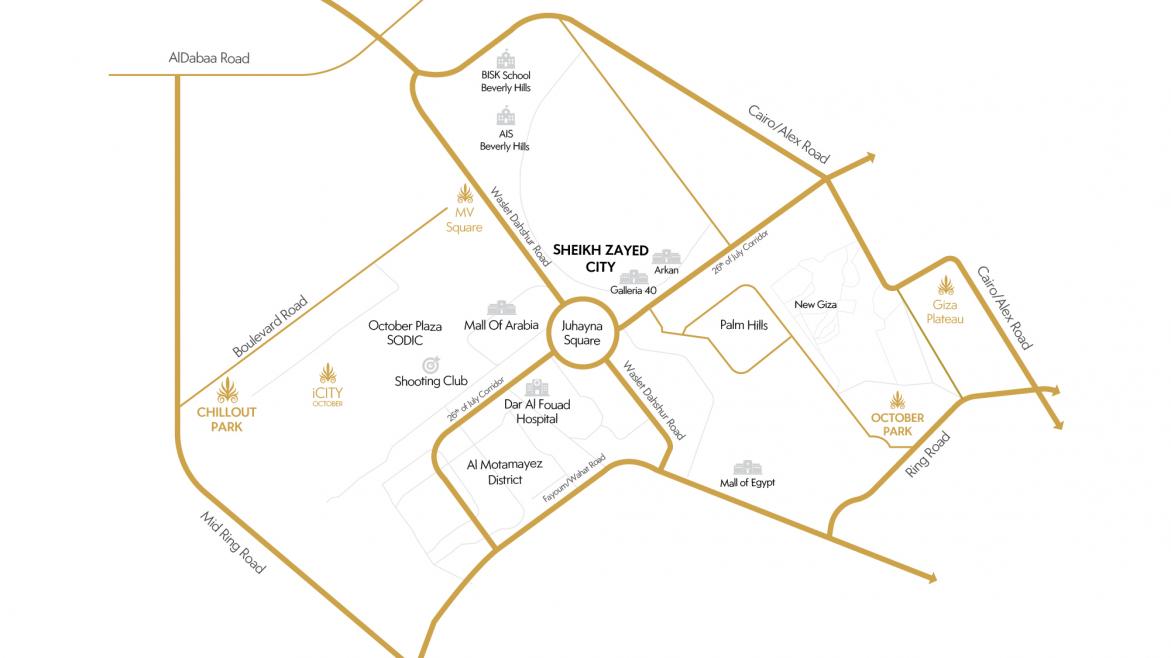 AlDabaa Road
BISK School
Beverly Hills
AIS
Beverly Hills
Cairo/Alex Road
MV
Square
Waslet Dahshur Road
SHEIKH ZAYED
CITY
Arkan
26th of July Corridor
Galleria 40
Cairo/Alex Road
New Giza
Giza
Plateau
Boulevard Road
October Plaza
SODIC
Mall Of Arabia
Juhayna
Square
Palm Hills
Shooting Club
iCITY
OCTOBER
26th of July Corridor
Waslet Dahshur Road
CHILLOUT
PARK
Dar Al Fouad
Hospital
OCTOBER
PARK
Ring Road
Al Motamayez
District
Fayoum/Wahat Road
Mall of Egypt
Mid Ring Road